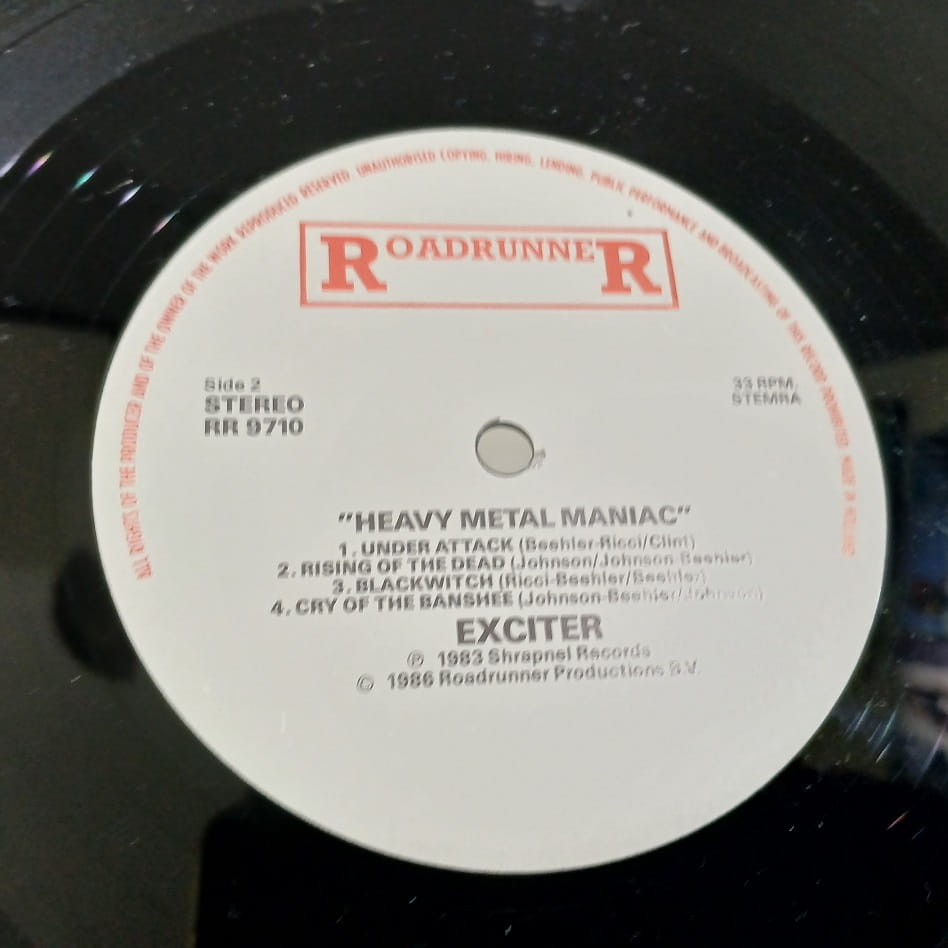 ALL RIGHTS OF THE PRODUCER AND OF THE OWNER OF THE WORK REPRODUCED RESERVED. UNAUTHORISED COPYING, HIRING, LENDING, PUBLIC PERFORMANCE AND BROADCASTING OF THIS RECORD PROHIBITED. MADE IN HOLLAND
ROADRUNNER
Side 2
STEREO
RR 9710
33 RPM.
STEMRA
"HEAVY METAL MANIAC"
1. UNDER ATTACK (Beehler-Ricci/Clint)
2. RISING OF THE DEAD (Johnson/Johnson-Beehler)
3. BLACKWITCH (Ricci-Beehler/Beehler)
4. CRY OF THE BANSHEE (Johnson-Beehler/Johnson)
EXCITER
℗ 1983 Shrapnel Records
© 1986 Roadrunner Productions B.V.